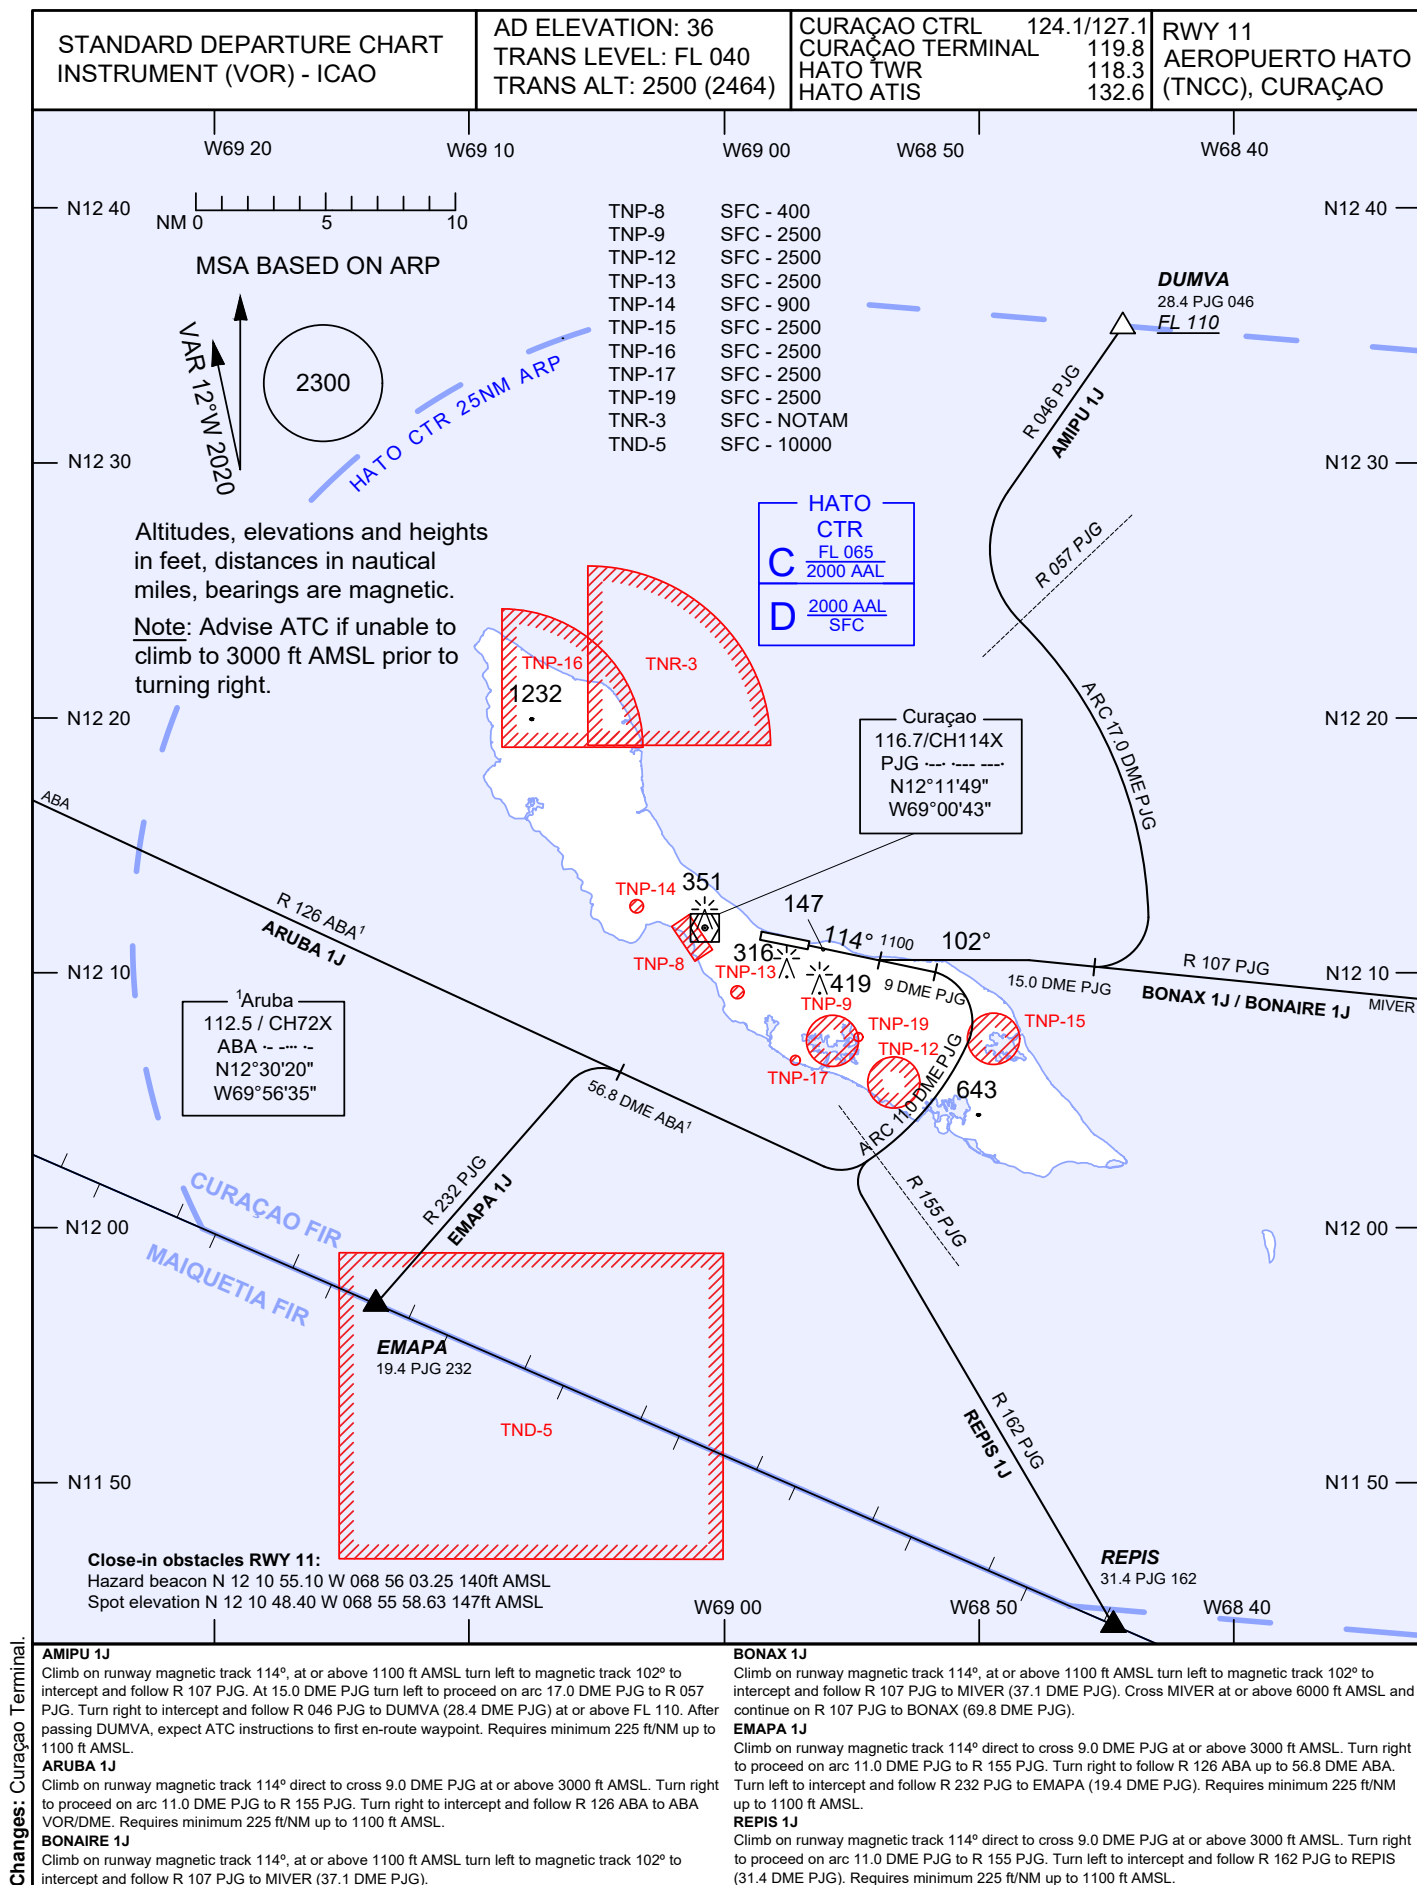 STANDARD DEPARTURE CHART
INSTRUMENT (VOR) - ICAO
AD ELEVATION: 36
TRANS LEVEL: FL 040
TRANS ALT: 2500 (2464)
CURAÇAO CTRL 124.1/127.1
CURAÇAO TERMINAL 119.8
HATO TWR 118.3
HATO ATIS 132.6
RWY 11
AEROPUERTO HATO
(TNCC), CURAÇAO
W69 20
W69 10
W69 00
W68 50
W68 40
N12 40
N12 40
NM 0 5 10
MSA BASED ON ARP
VAR 12°W 2020
2300
HATO CTR 25NM ARP
TNP-8 SFC - 400
TNP-9 SFC - 2500
TNP-12 SFC - 2500
TNP-13 SFC - 2500
TNP-14 SFC - 900
TNP-15 SFC - 2500
TNP-16 SFC - 2500
TNP-17 SFC - 2500
TNP-19 SFC - 2500
TNR-3 SFC - NOTAM
TND-5 SFC - 10000
DUMVA
28.4 PJG 046
FL 110
R 046 PJG
AMIPU 1J
N12 30
N12 30
Altitudes, elevations and heights
in feet, distances in nautical
miles, bearings are magnetic.
Note: Advise ATC if unable to
climb to 3000 ft AMSL prior to
turning right.
HATO
CTR
C FL 065
2000 AAL
D 2000 AAL
SFC
R 057 PJG
TNP-16
TNR-3
1232
ARC 17.0 DME PJG
N12 20
N12 20
Curaçao
116.7/CH114X
PJG ·--· ·--- --·
N12°11'49"
W69°00'43"
ABA
R 126 ABA¹
ARUBA 1J
TNP-14
351
147
114°
1100
102°
TNP-8
316
TNP-13
419
9 DME PJG
15.0 DME PJG
R 107 PJG
BONAX 1J / BONAIRE 1J
MIVER
N12 10
N12 10
¹Aruba
112.5 / CH72X
ABA ·- -··· ·-
N12°30'20"
W69°56'35"
TNP-9
TNP-19
TNP-12
TNP-15
TNP-17
643
56.8 DME ABA¹
ARC 11.0 DME PJG
R 155 PJG
R 232 PJG
EMAPA 1J
CURAÇAO FIR
MAIQUETIA FIR
N12 00
N12 00
EMAPA
19.4 PJG 232
TND-5
R 162 PJG
REPIS 1J
N11 50
N11 50
Close-in obstacles RWY 11:
Hazard beacon N 12 10 55.10 W 068 56 03.25 140ft AMSL
Spot elevation N 12 10 48.40 W 068 55 58.63 147ft AMSL
REPIS
31.4 PJG 162
W69 00
W68 50
W68 40
Changes: Curaçao Terminal.
AMIPU 1J
Climb on runway magnetic track 114º, at or above 1100 ft AMSL turn left to magnetic track 102º to
intercept and follow R 107 PJG. At 15.0 DME PJG turn left to proceed on arc 17.0 DME PJG to R 057
PJG. Turn right to intercept and follow R 046 PJG to DUMVA (28.4 DME PJG) at or above FL 110. After
passing DUMVA, expect ATC instructions to first en-route waypoint. Requires minimum 225 ft/NM up to
1100 ft AMSL.
ARUBA 1J
Climb on runway magnetic track 114º direct to cross 9.0 DME PJG at or above 3000 ft AMSL. Turn right
to proceed on arc 11.0 DME PJG to R 155 PJG. Turn right to intercept and follow R 126 ABA to ABA
VOR/DME. Requires minimum 225 ft/NM up to 1100 ft AMSL.
BONAIRE 1J
Climb on runway magnetic track 114º, at or above 1100 ft AMSL turn left to magnetic track 102º to
intercept and follow R 107 PJG to MIVER (37.1 DME PJG).
BONAX 1J
Climb on runway magnetic track 114º, at or above 1100 ft AMSL turn left to magnetic track 102º to
intercept and follow R 107 PJG to MIVER (37.1 DME PJG). Cross MIVER at or above 6000 ft AMSL and
continue on R 107 PJG to BONAX (69.8 DME PJG).
EMAPA 1J
Climb on runway magnetic track 114º direct to cross 9.0 DME PJG at or above 3000 ft AMSL. Turn right
to proceed on arc 11.0 DME PJG to R 155 PJG. Turn right to follow R 126 ABA up to 56.8 DME ABA.
Turn left to intercept and follow R 232 PJG to EMAPA (19.4 DME PJG). Requires minimum 225 ft/NM
up to 1100 ft AMSL.
REPIS 1J
Climb on runway magnetic track 114º direct to cross 9.0 DME PJG at or above 3000 ft AMSL. Turn right
to proceed on arc 11.0 DME PJG to R 155 PJG. Turn left to intercept and follow R 162 PJG to REPIS
(31.4 DME PJG). Requires minimum 225 ft/NM up to 1100 ft AMSL.